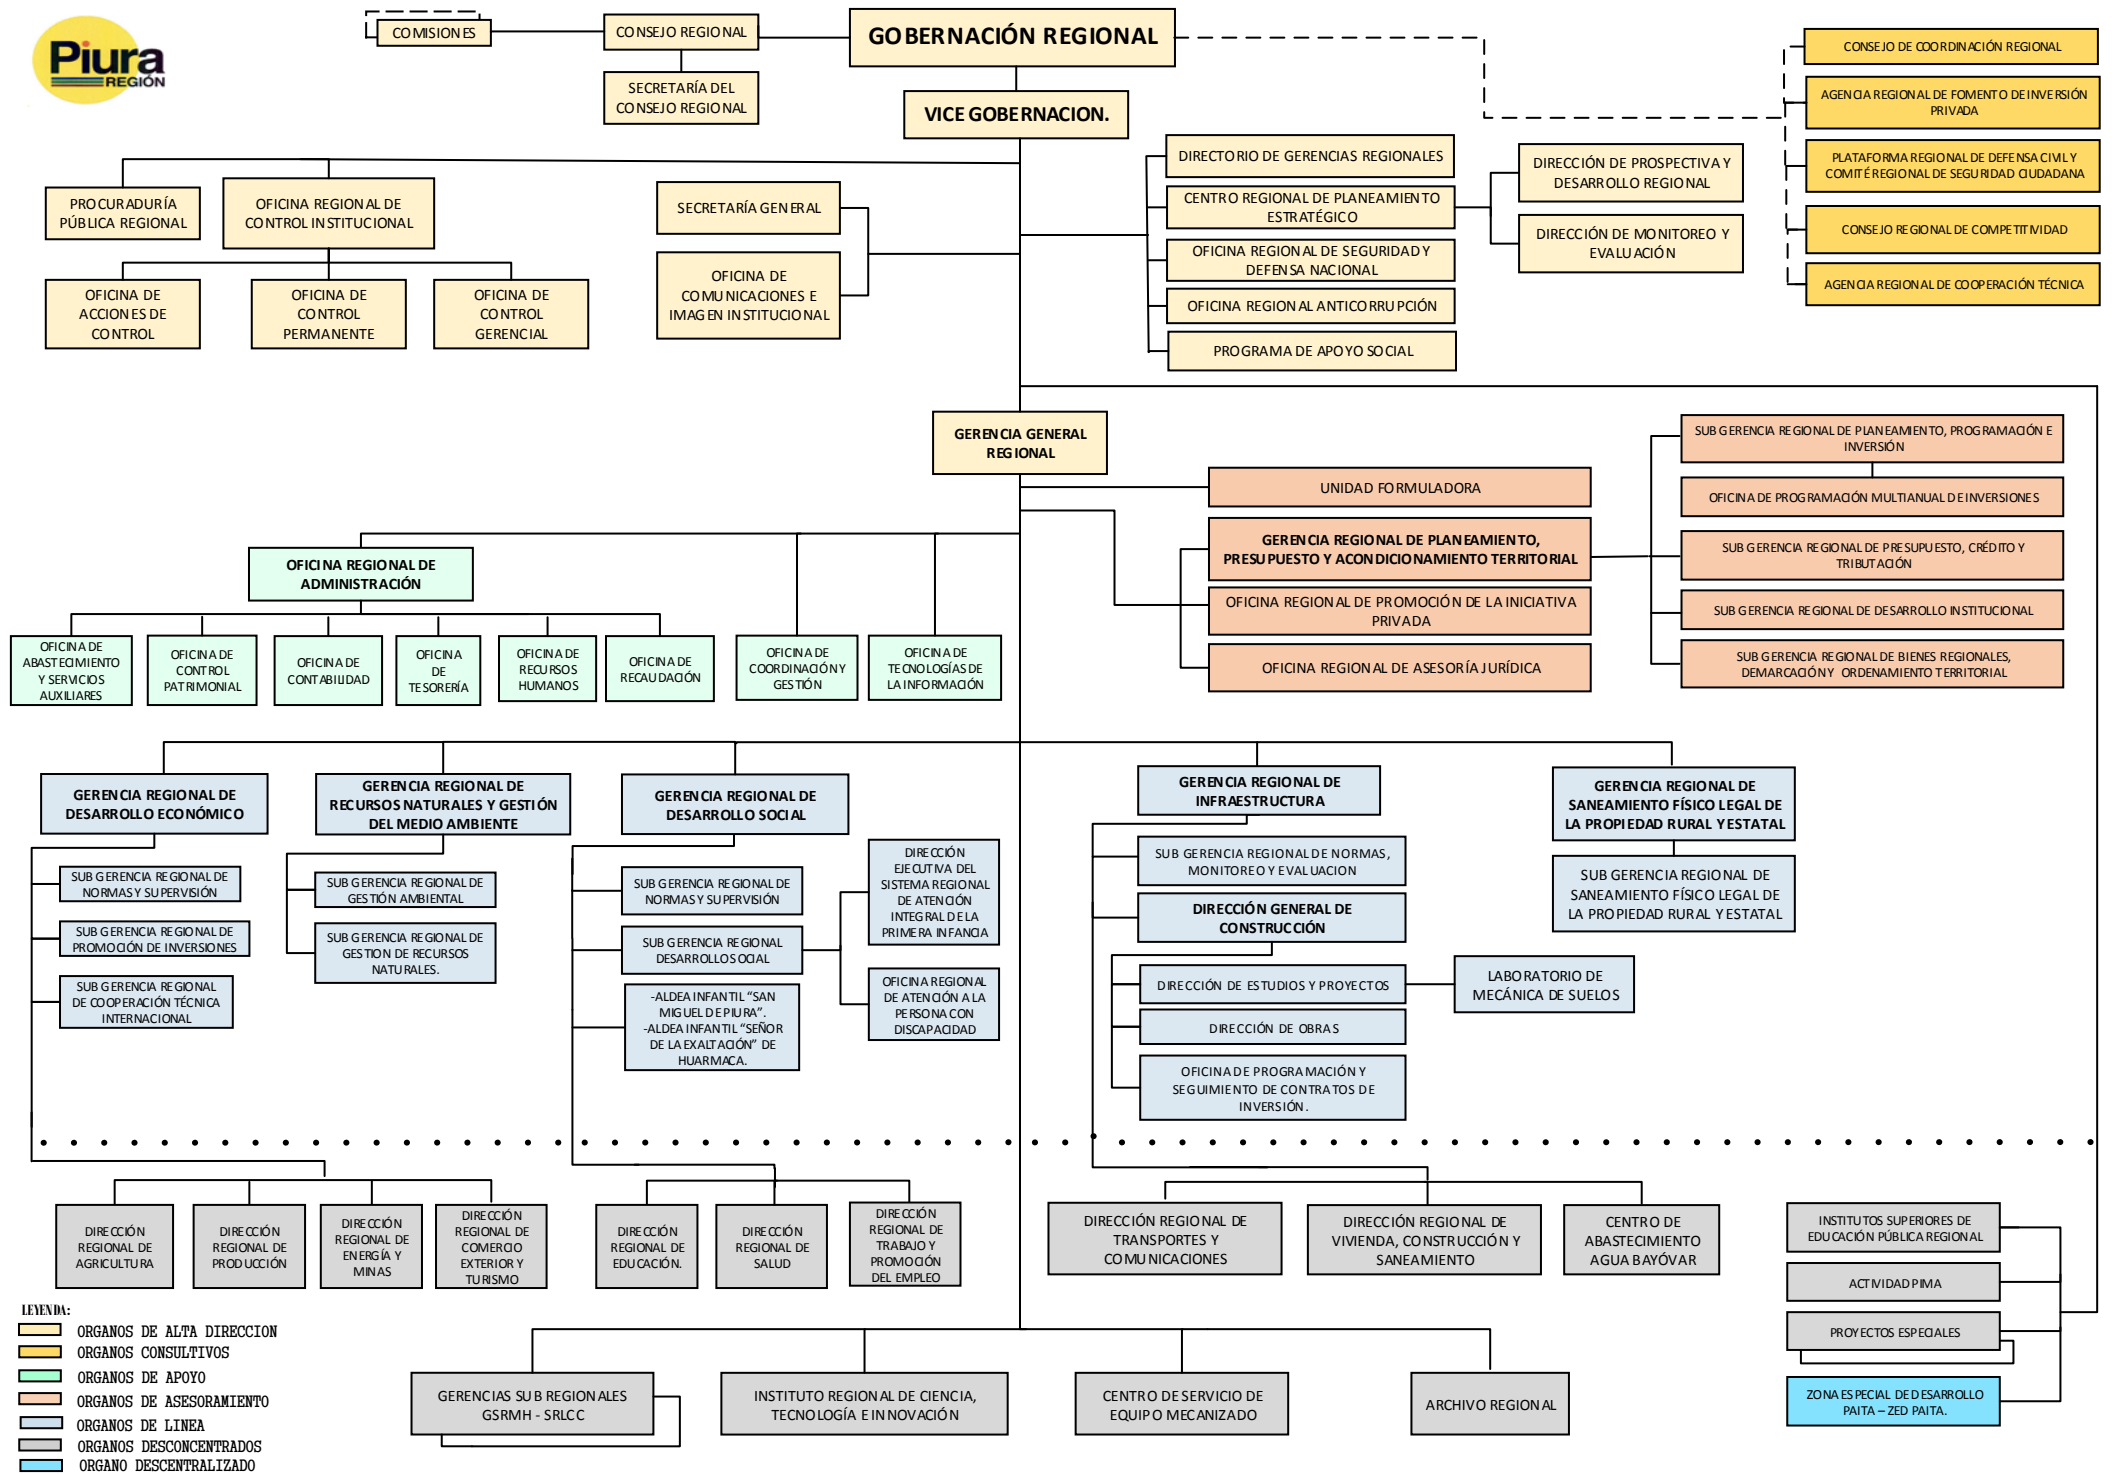 Piura
REGIÓN
COMISIONES
CONSEJO REGIONAL
GOBERNACIÓN REGIONAL
SECRETARÍA DEL
CONSEJO REGIONAL
VICE GOBERNACION.
CONSEJO DE COORDINACIÓN REGIONAL
AGENCIA REGIONAL DE FOMENTO DE INVERSIÓN
PRIVADA
PLATAFORMA REGIONAL DE DEFENSA CIVIL Y
COMITÉ REGIONAL DE SEGURIDAD CIUDADANA
CONSEJO REGIONAL DE COMPETITIVIDAD
AGENCIA REGIONAL DE COOPERACIÓN TÉCNICA
PROCURADURÍA
PÚBLICA REGIONAL
OFICINA REGIONAL DE
CONTROL INSTITUCIONAL
OFICINA DE
ACCIONES DE
CONTROL
OFICINA DE
CONTROL
PERMANENTE
OFICINA DE
CONTROL
GERENCIAL
SECRETARÍA GENERAL
OFICINA DE
COMUNICACIONES E
IMAGEN INSTITUCIONAL
DIRECTORIO DE GERENCIAS REGIONALES
CENTRO REGIONAL DE PLANEAMIENTO
ESTRATÉGICO
OFICINA REGIONAL DE SEGURIDAD Y
DEFENSA NACIONAL
OFICINA REGIONAL ANTICORRUPCIÓN
PROGRAMA DE APOYO SOCIAL
DIRECCIÓN DE PROSPECTIVA Y
DESARROLLO REGIONAL
DIRECCIÓN DE MONITOREO Y
EVALUACIÓN
GERENCIA GENERAL
REGIONAL
UNIDAD FORMULADORA
GERENCIA REGIONAL DE PLANEAMIENTO,
PRESUPUESTO Y ACONDICIONAMIENTO TERRITORIAL
OFICINA REGIONAL DE PROMOCIÓN DE LA INICIATIVA
PRIVADA
OFICINA REGIONAL DE ASESORÍA JURÍDICA
SUB GERENCIA REGIONAL DE PLANEAMIENTO, PROGRAMACIÓN E
INVERSIÓN
OFICINA DE PROGRAMACIÓN MULTIANUAL DE INVERSIONES
SUB GERENCIA REGIONAL DE PRESUPUESTO, CRÉDITO Y
TRIBUTACIÓN
SUB GERENCIA REGIONAL DE DESARROLLO INSTITUCIONAL
SUB GERENCIA REGIONAL DE BIENES REGIONALES,
DEMARCACIÓN Y ORDENAMIENTO TERRITORIAL
OFICINA REGIONAL DE
ADMINISTRACIÓN
OFICINA DE
ABASTECIMIENTO
Y SERVICIOS
AUXILIARES
OFICINA DE
CONTROL
PATRIMONIAL
OFICINA DE
CONTABILIDAD
OFICINA
DE
TESORERÍA
OFICINA DE
RECURSOS
HUMANOS
OFICINA DE
RECAUDACIÓN
OFICINA DE
COORDINACIÓN Y
GESTIÓN
OFICINA DE
TECNOLOGÍAS DE
LA INFORMACIÓN
GERENCIA REGIONAL DE
DESARROLLO ECONÓMICO
SUB GERENCIA REGIONAL DE
NORMAS Y SUPERVISIÓN
SUB GERENCIA REGIONAL DE
PROMOCIÓN DE INVERSIONES
SUB GERENCIA REGIONAL
DE COOPERACIÓN TÉCNICA
INTERNACIONAL
GERENCIA REGIONAL DE
RECURSOS NATURALES Y GESTIÓN
DEL MEDIO AMBIENTE
SUB GERENCIA REGIONAL DE
GESTIÓN AMBIENTAL
SUB GERENCIA REGIONAL DE
GESTION DE RECURSOS
NATURALES.
GERENCIA REGIONAL DE
DESARROLLO SOCIAL
SUB GERENCIA REGIONAL DE
NORMAS Y SUPERVISIÓN
SUB GERENCIA REGIONAL
DESARROLLO SOCIAL
-ALDEA INFANTIL “SAN
MIGUEL DE PIURA”.
-ALDEA INFANTIL “SEÑOR
DE LA EXALTACIÓN” DE
HUARMACA.
DIRECCIÓN
EJECUTIVA DEL
SISTEMA REGIONAL
DE ATENCIÓN
INTEGRAL DE LA
PRIMERA INFANCIA
OFICINA REGIONAL
DE ATENCIÓN A LA
PERSONA CON
DISCAPACIDAD
GERENCIA REGIONAL DE
INFRAESTRUCTURA
SUB GERENCIA REGIONAL DE NORMAS,
MONITOREO Y EVALUACION
DIRECCIÓN GENERAL DE
CONSTRUCCIÓN
DIRECCIÓN DE ESTUDIOS Y PROYECTOS
DIRECCIÓN DE OBRAS
OFICINA DE PROGRAMACIÓN Y
SEGUIMIENTO DE CONTRATOS DE
INVERSIÓN.
LABORATORIO DE
MECÁNICA DE SUELOS
GERENCIA REGIONAL DE
SANEAMIENTO FÍSICO LEGAL DE
LA PROPIEDAD RURAL Y ESTATAL
SUB GERENCIA REGIONAL DE
SANEAMIENTO FÍSICO LEGAL DE
LA PROPIEDAD RURAL Y ESTATAL
DIRECCIÓN
REGIONAL DE
AGRICULTURA
DIRECCIÓN
REGIONAL DE
PRODUCCIÓN
DIRECCIÓN
REGIONAL DE
ENERGÍA Y
MINAS
DIRECCIÓN
REGIONAL DE
COMERCIO
EXTERIOR Y
TURISMO
DIRECCIÓN
REGIONAL DE
EDUCACIÓN.
DIRECCIÓN
REGIONAL DE
SALUD
DIRECCIÓN
REGIONAL DE
TRABAJO Y
PROMOCIÓN
DEL EMPLEO
DIRECCIÓN REGIONAL DE
TRANSPORTES Y
COMUNICACIONES
DIRECCIÓN REGIONAL DE
VIVIENDA, CONSTRUCCIÓN Y
SANEAMIENTO
CENTRO DE
ABASTECIMIENTO
AGUA BAYÓVAR
INSTITUTOS SUPERIORES DE
EDUCACIÓN PÚBLICA REGIONAL
ACTIVIDAD PIMA
PROYECTOS ESPECIALES
ZONA ESPECIAL DE DESARROLLO
PAITA – ZED PAITA.
GERENCIAS SUB REGIONALES
GSRMH - SRLCC
INSTITUTO REGIONAL DE CIENCIA,
TECNOLOGÍA E INNOVACIÓN
CENTRO DE SERVICIO DE
EQUIPO MECANIZADO
ARCHIVO REGIONAL
LEYENDA:
ORGANOS DE ALTA DIRECCION
ORGANOS CONSULTIVOS
ORGANOS DE APOYO
ORGANOS DE ASESORAMIENTO
ORGANOS DE LINEA
ORGANOS DESCONCENTRADOS
ORGANO DESCENTRALIZADO